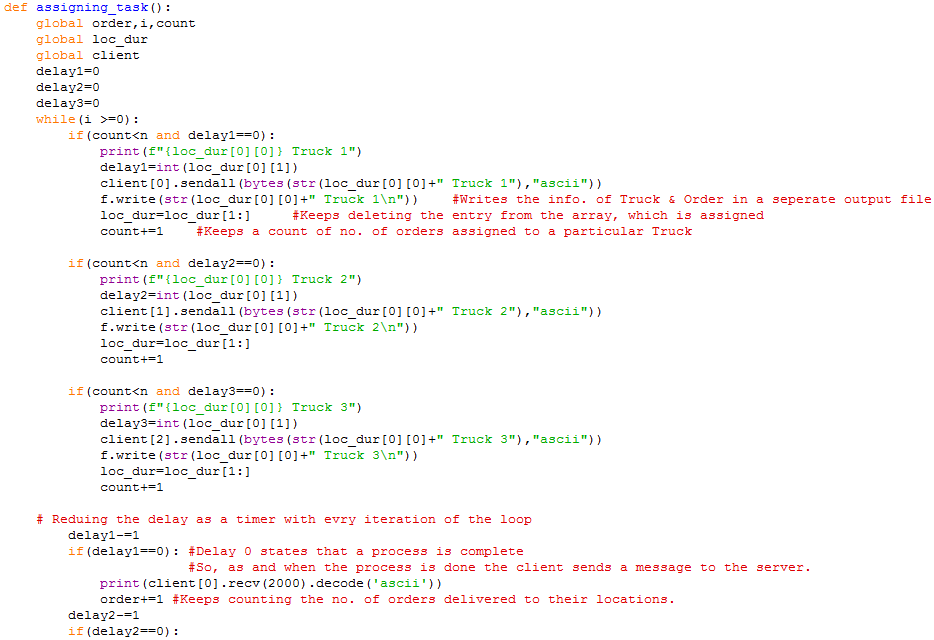 def assigning_task():
    global order,i,count
    global loc_dur
    global client
    delay1=0
    delay2=0
    delay3=0
    while(i >=0):
        if(count<n and delay1==0):
            print(f"{loc_dur[0][0]} Truck 1")
            delay1=int(loc_dur[0][1])
            client[0].sendall(bytes(str(loc_dur[0][0]+" Truck 1"),"ascii"))
            f.write(str(loc_dur[0][0]+" Truck 1\n"))    #Writes the info. of Truck & Order in a seperate output file
            loc_dur=loc_dur[1:]     #Keeps deleting the entry from the array, which is assigned
            count+=1    #Keeps a count of no. of orders assigned to a particular Truck

        if(count<n and delay2==0):
            print(f"{loc_dur[0][0]} Truck 2")
            delay2=int(loc_dur[0][1])
            client[1].sendall(bytes(str(loc_dur[0][0]+" Truck 2"),"ascii"))
            f.write(str(loc_dur[0][0]+" Truck 2\n"))
            loc_dur=loc_dur[1:]
            count+=1

        if(count<n and delay3==0):
            print(f"{loc_dur[0][0]} Truck 3")
            delay3=int(loc_dur[0][1])
            client[2].sendall(bytes(str(loc_dur[0][0]+" Truck 3"),"ascii"))
            f.write(str(loc_dur[0][0]+" Truck 3\n"))
            loc_dur=loc_dur[1:]
            count+=1

    # Reduing the delay as a timer with evry iteration of the loop
        delay1-=1
        if(delay1==0): #Delay 0 states that a process is complete
                       #So, as and when the process is done the client sends a message to the server.
            print(client[0].recv(2000).decode('ascii'))
            order+=1 #Keeps counting the no. of orders delivered to their locations.
        delay2-=1
        if(delay2==0):